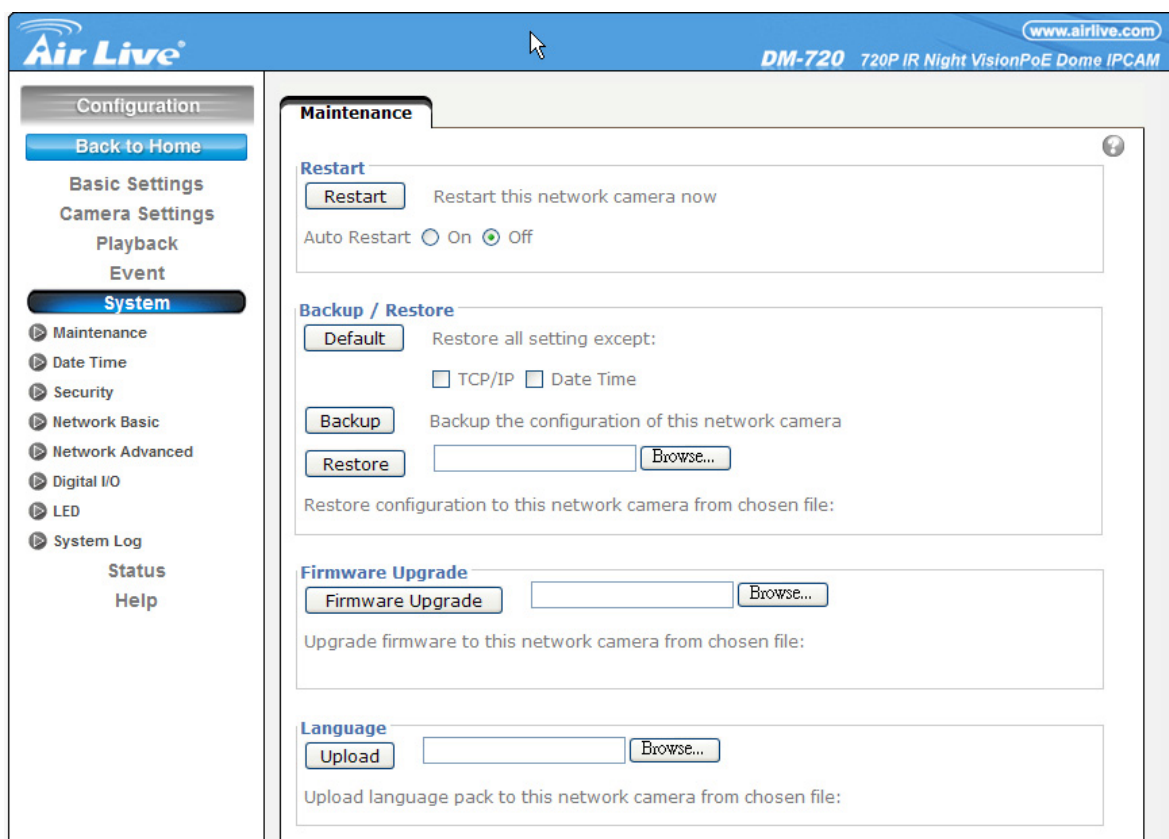 Air Live®
www.airlive.com
DM-720 720P IR Night VisionPoE Dome IPCAM
Configuration
Back to Home
Basic Settings
Camera Settings
Playback
Event
System
Maintenance
Date Time
Security
Network Basic
Network Advanced
Digital I/O
LED
System Log
Status
Help
Maintenance
?
Restart
Restart Restart this network camera now
Auto Restart On Off
Backup / Restore
Default Restore all setting except:
TCP/IP Date Time
Backup Backup the configuration of this network camera
Restore Browse...
Restore configuration to this network camera from chosen file:
Firmware Upgrade
Firmware Upgrade Browse...
Upgrade firmware to this network camera from chosen file:
Language
Upload Browse...
Upload language pack to this network camera from chosen file: